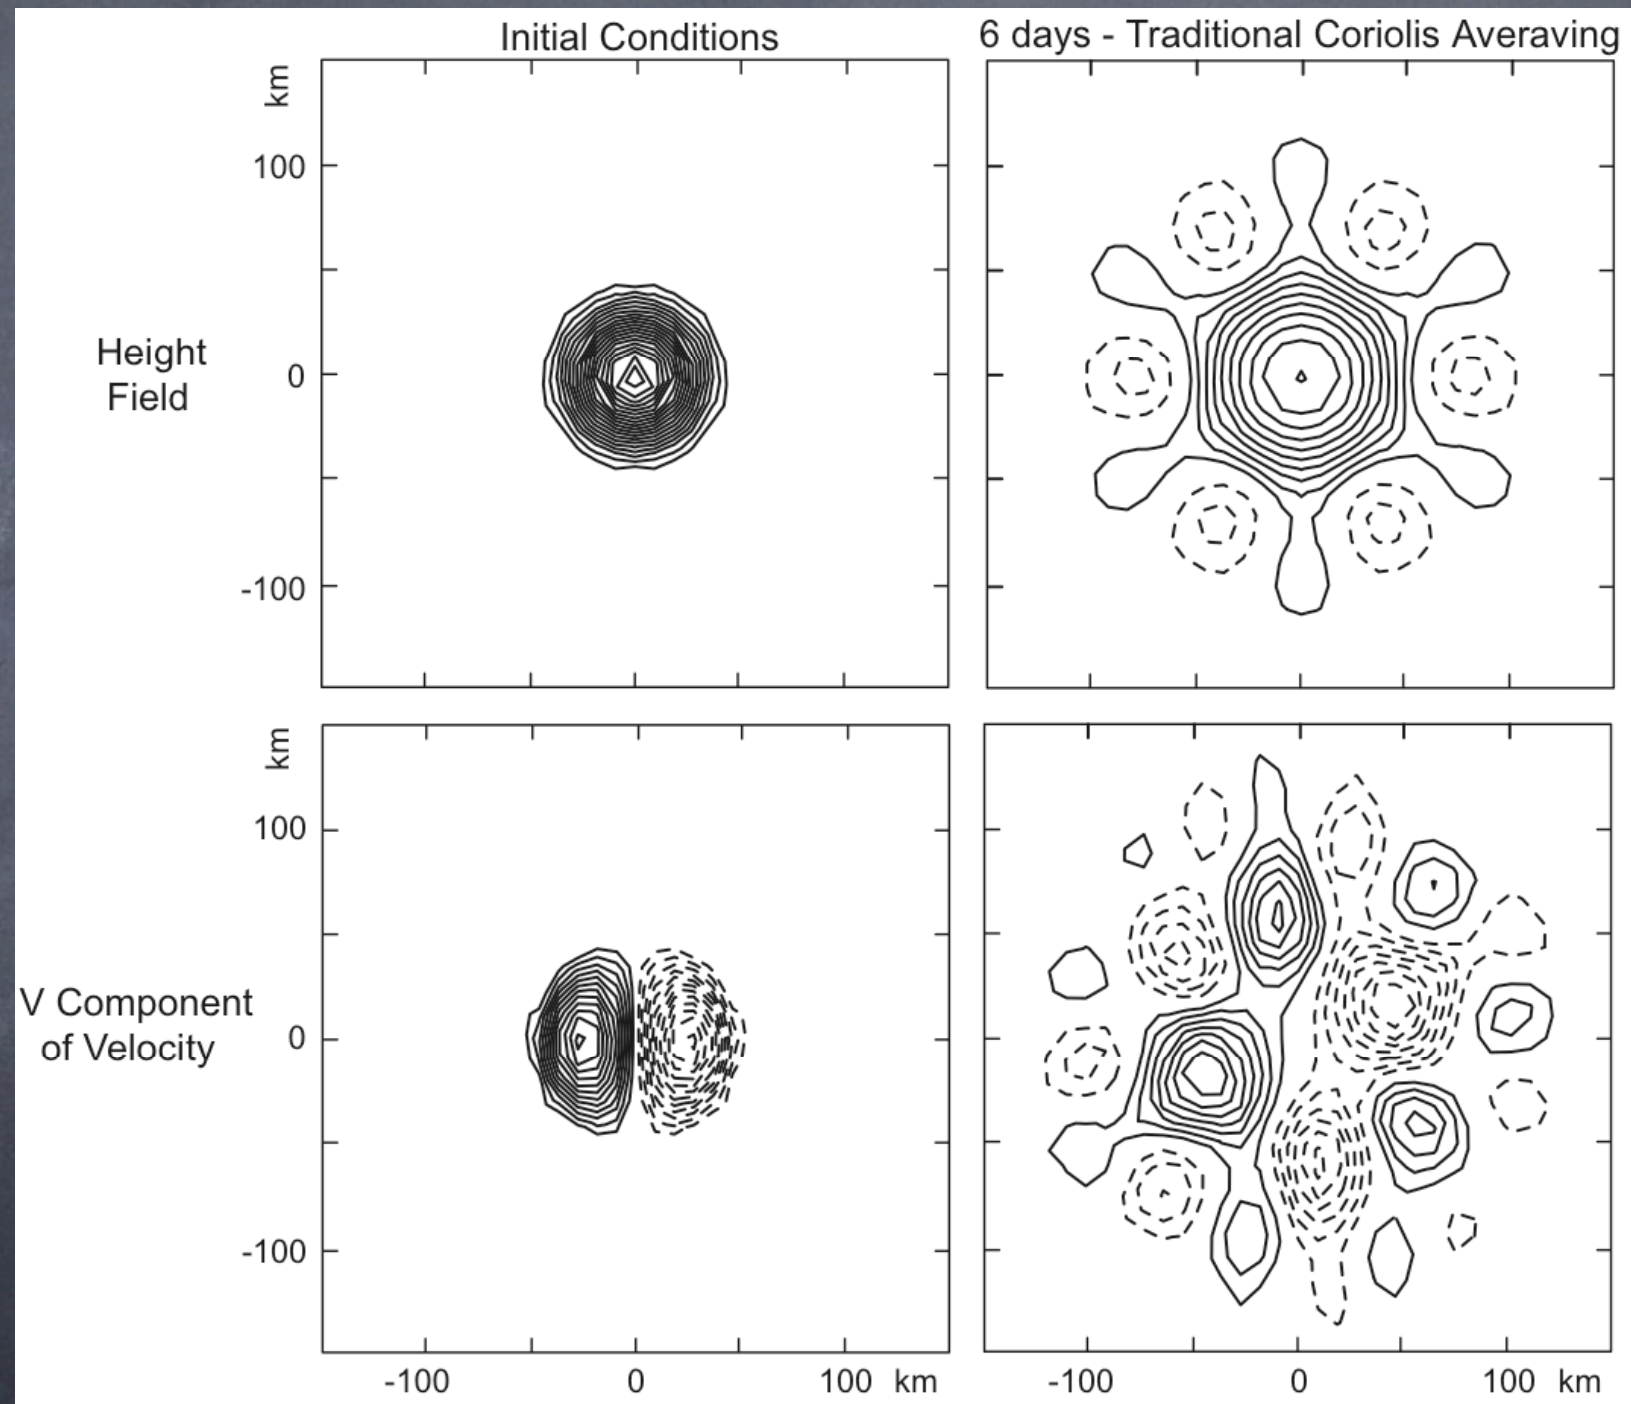 Initial Conditions
6 days - Traditional Coriolis Averaving
km
100
0
-100
Height
Field
km
100
0
-100
V Component
of Velocity
-100 0 100 km
-100 0 100 km